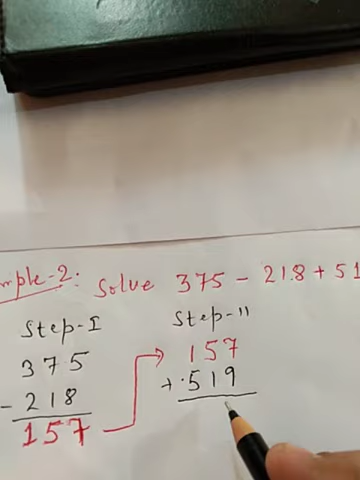 mple-2: Solve 375 - 218 + 51
Step-I
375
- 218
157
Step-II
157
+ 519